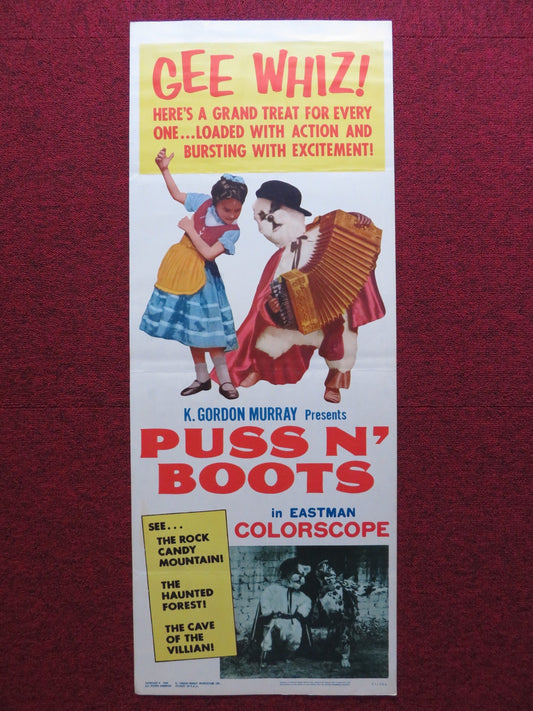 GEE WHIZ!
HERE'S A GRAND TREAT FOR EVERY
ONE...LOADED WITH ACTION AND
BURSTING WITH EXCITEMENT!
K. GORDON MURRAY Presents
PUSS N'
BOOTS
in EASTMAN
COLORSCOPE
SEE...
THE ROCK
CANDY
MOUNTAIN!
THE
HAUNTED
FOREST!
THE CAVE
OF THE
VILLIAN!